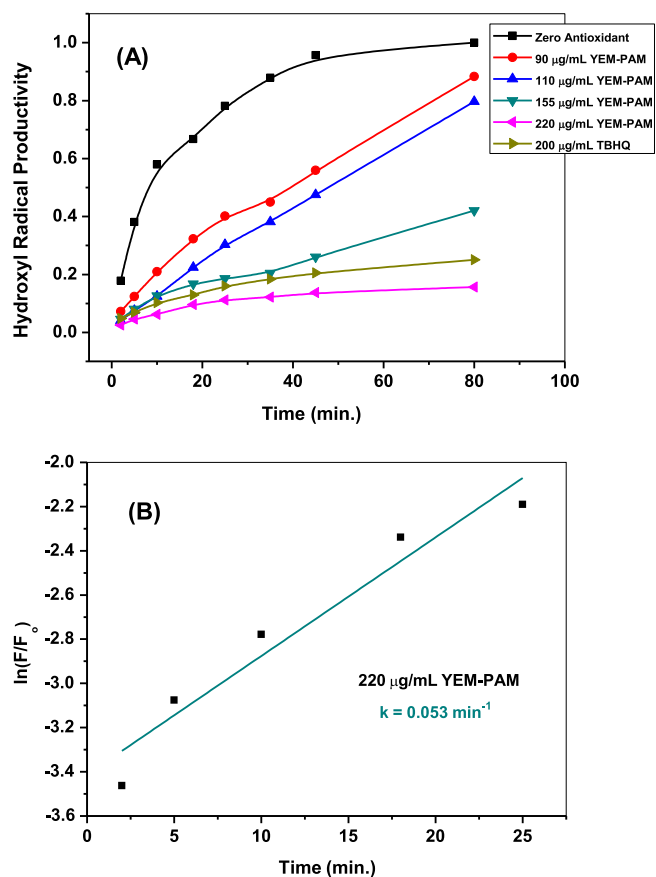 (A)
Zero Antioxidant
90 μg/mL YEM-PAM
110 μg/mL YEM-PAM
155 μg/mL YEM-PAM
220 μg/mL YEM-PAM
200 μg/mL TBHQ
Hydroxyl Radical Productivity
1.0
0.8
0.6
0.4
0.2
0.0
0 20 40 60 80 100
Time (min.)
(B)
ln(F/Fo)
-2.0
-2.2
-2.4
-2.6
-2.8
-3.0
-3.2
-3.4
-3.6
220 μg/mL YEM-PAM
k = 0.053 min-1
0 5 10 15 20 25
Time (min.)